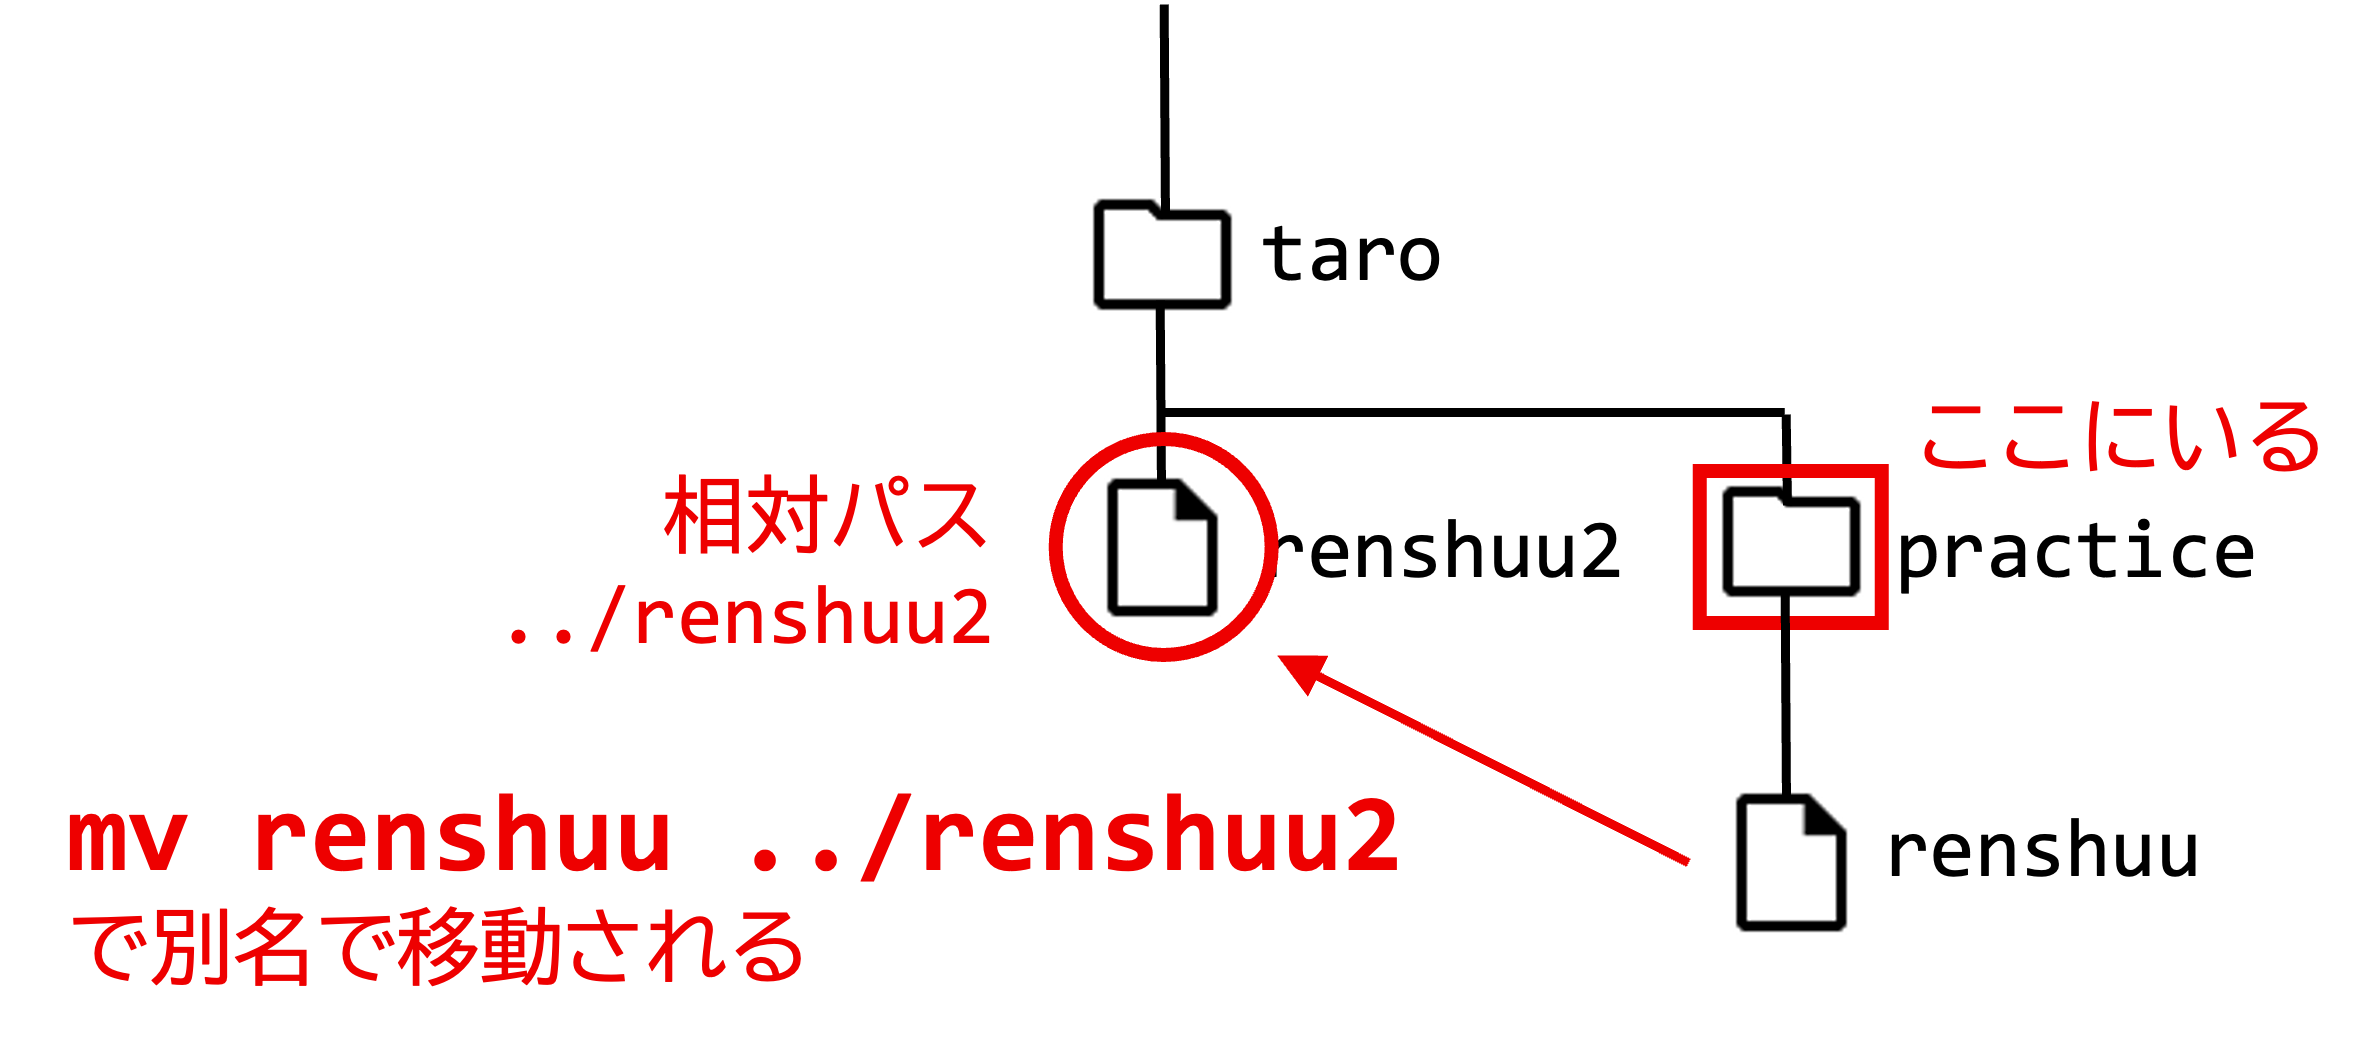 taro
ここにいる
相対パス
../renshuu2
renshuu2
practice
mv renshuu ../renshuu2
で別名で移動される
renshuu